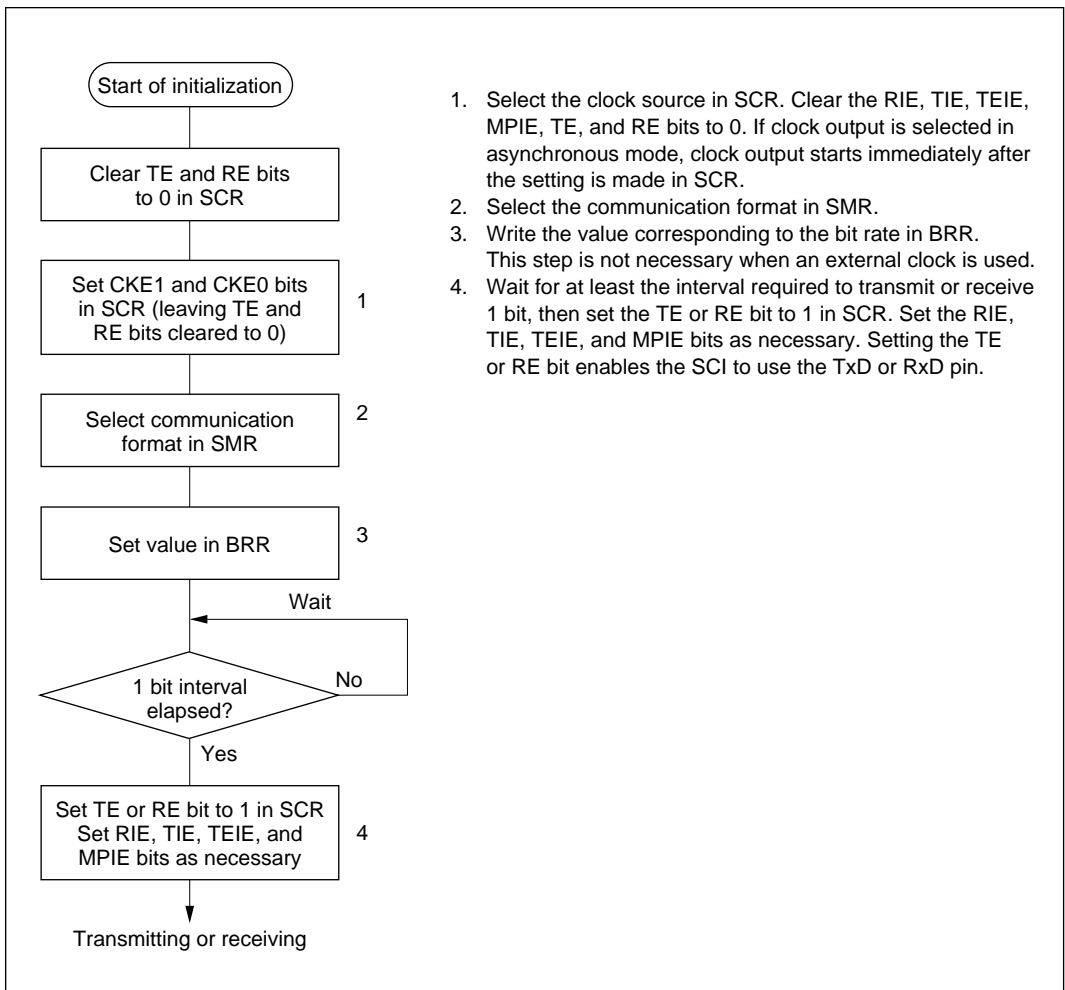 Start of initialization
Clear TE and RE bits
to 0 in SCR
Set CKE1 and CKE0 bits
in SCR (leaving TE and
RE bits cleared to 0)
1
Select communication
format in SMR
2
Set value in BRR
3
Wait
1 bit interval
elapsed?
No
Yes
Set TE or RE bit to 1 in SCR
Set RIE, TIE, TEIE, and
MPIE bits as necessary
4
Transmitting or receiving
1. Select the clock source in SCR. Clear the RIE, TIE, TEIE,
MPIE, TE, and RE bits to 0. If clock output is selected in
asynchronous mode, clock output starts immediately after
the setting is made in SCR.
2. Select the communication format in SMR.
3. Write the value corresponding to the bit rate in BRR.
This step is not necessary when an external clock is used.
4. Wait for at least the interval required to transmit or receive
1 bit, then set the TE or RE bit to 1 in SCR. Set the RIE,
TIE, TEIE, and MPIE bits as necessary. Setting the TE
or RE bit enables the SCI to use the TxD or RxD pin.